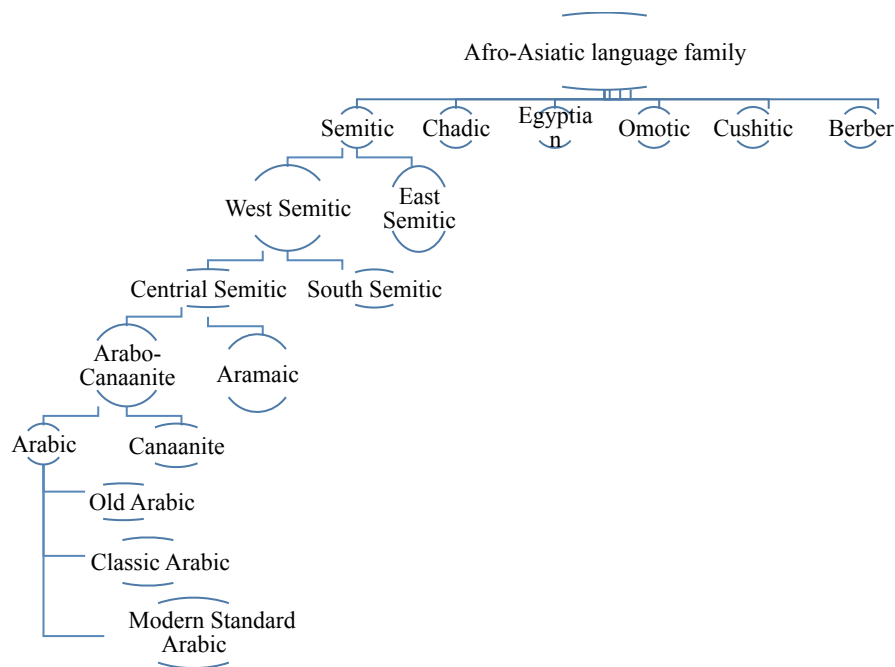 Afro-Asiatic language family
Semitic
Chadic
Egyptia
n
Omotic
Cushitic
Berber
West Semitic
East
Semitic
Centrial Semitic
South Semitic
Arabo-
Canaanite
Aramaic
Arabic
Canaanite
Old Arabic
Classic Arabic
Modern Standard
Arabic